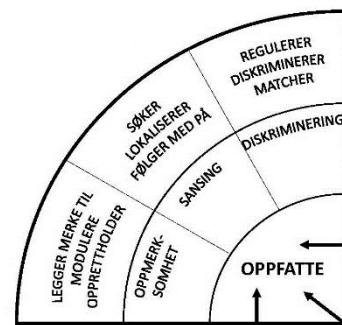 REGULERER
DISKRIMINERER
MATCHER
SØKER
LOKALISERER
FØLGER MED PÅ
LEGGER MERKE TIL
MODULERE
OPPRETTHOLDER
DISKRIMINERING
SANSING
OPPMERK-
SOMHET
OPPFATTE